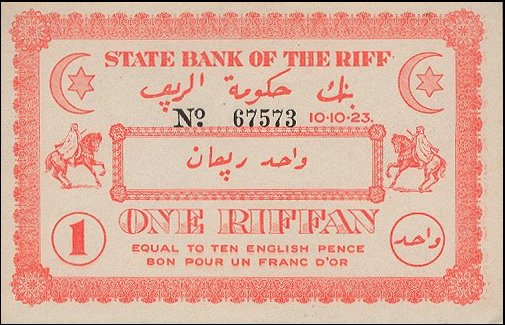 STATE BANK OF THE RIFF
بنك حكومة الريف
Nº 67573 10-10-23.
واحد ريفان
ONE RIFFAN
1
EQUAL TO TEN ENGLISH PENCE
BON POUR UN FRANC D'OR
واحد